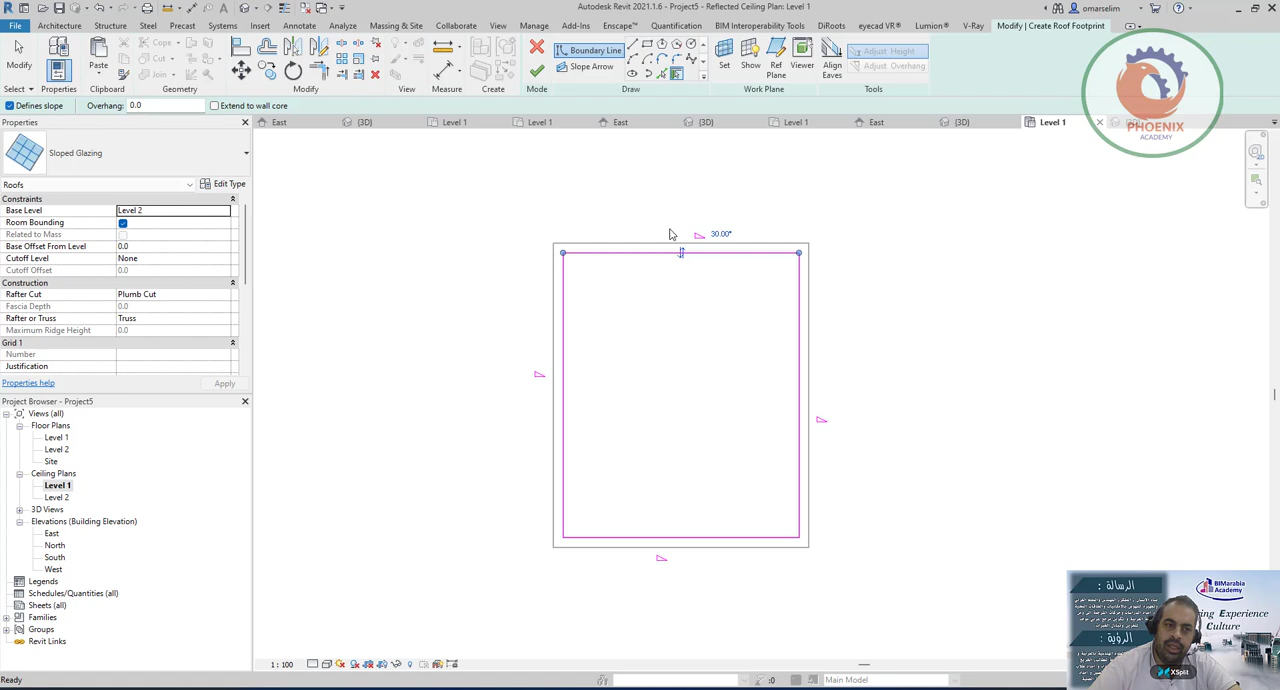 Autodesk Revit 2021.1.6 - Project5 - Reflected Ceiling Plan: Level 1
omarselim
File
Architecture
Structure
Steel
Precast
Systems
Insert
Annotate
Analyze
Massing & Site
Collaborate
View
Manage
Add-Ins
Enscape™
Quantification
BIM Interoperability Tools
DiRoots
eyecad VR®
Lumion®
V-Ray
Modify | Create Roof Footprint
Modify
Paste
Cope
Cut
Join
Boundary Line
Slope Arrow
Set
Show
Ref
Plane
Viewer
Align
Eaves
Adjust Height
Adjust Overhang
Select
Properties
Clipboard
Geometry
Modify
View
Measure
Create
Mode
Draw
Work Plane
Tools
Defines slope
Overhang: 0.0
Extend to wall core
Properties
East
{3D}
Level 1
Level 1
East
{3D}
Level 1
East
{3D}
Level 1
PHOENIX
ACADEMY
Sloped Glazing
Roofs
Edit Type
Constraints
Base Level
Level 2
Room Bounding
Related to Mass
Base Offset From Level
0.0
Cutoff Level
None
Cutoff Offset
0.0
Construction
Rafter Cut
Plumb Cut
Fascia Depth
0.0
Rafter or Truss
Truss
Maximum Ridge Height
0.0
Grid 1
Number
Justification
Properties help
Apply
30.00°
Project Browser - Project5
Views (all)
Floor Plans
Level 1
Level 2
Site
Ceiling Plans
Level 1
Level 2
3D Views
Elevations (Building Elevation)
East
North
South
West
Legends
Schedules/Quantities (all)
Sheets (all)
Families
Groups
Revit Links
1 : 100
Ready
:0
Main Model
الرسالة :
الرؤية :
BIMarabia
Academy
Experience
Culture
XSplit